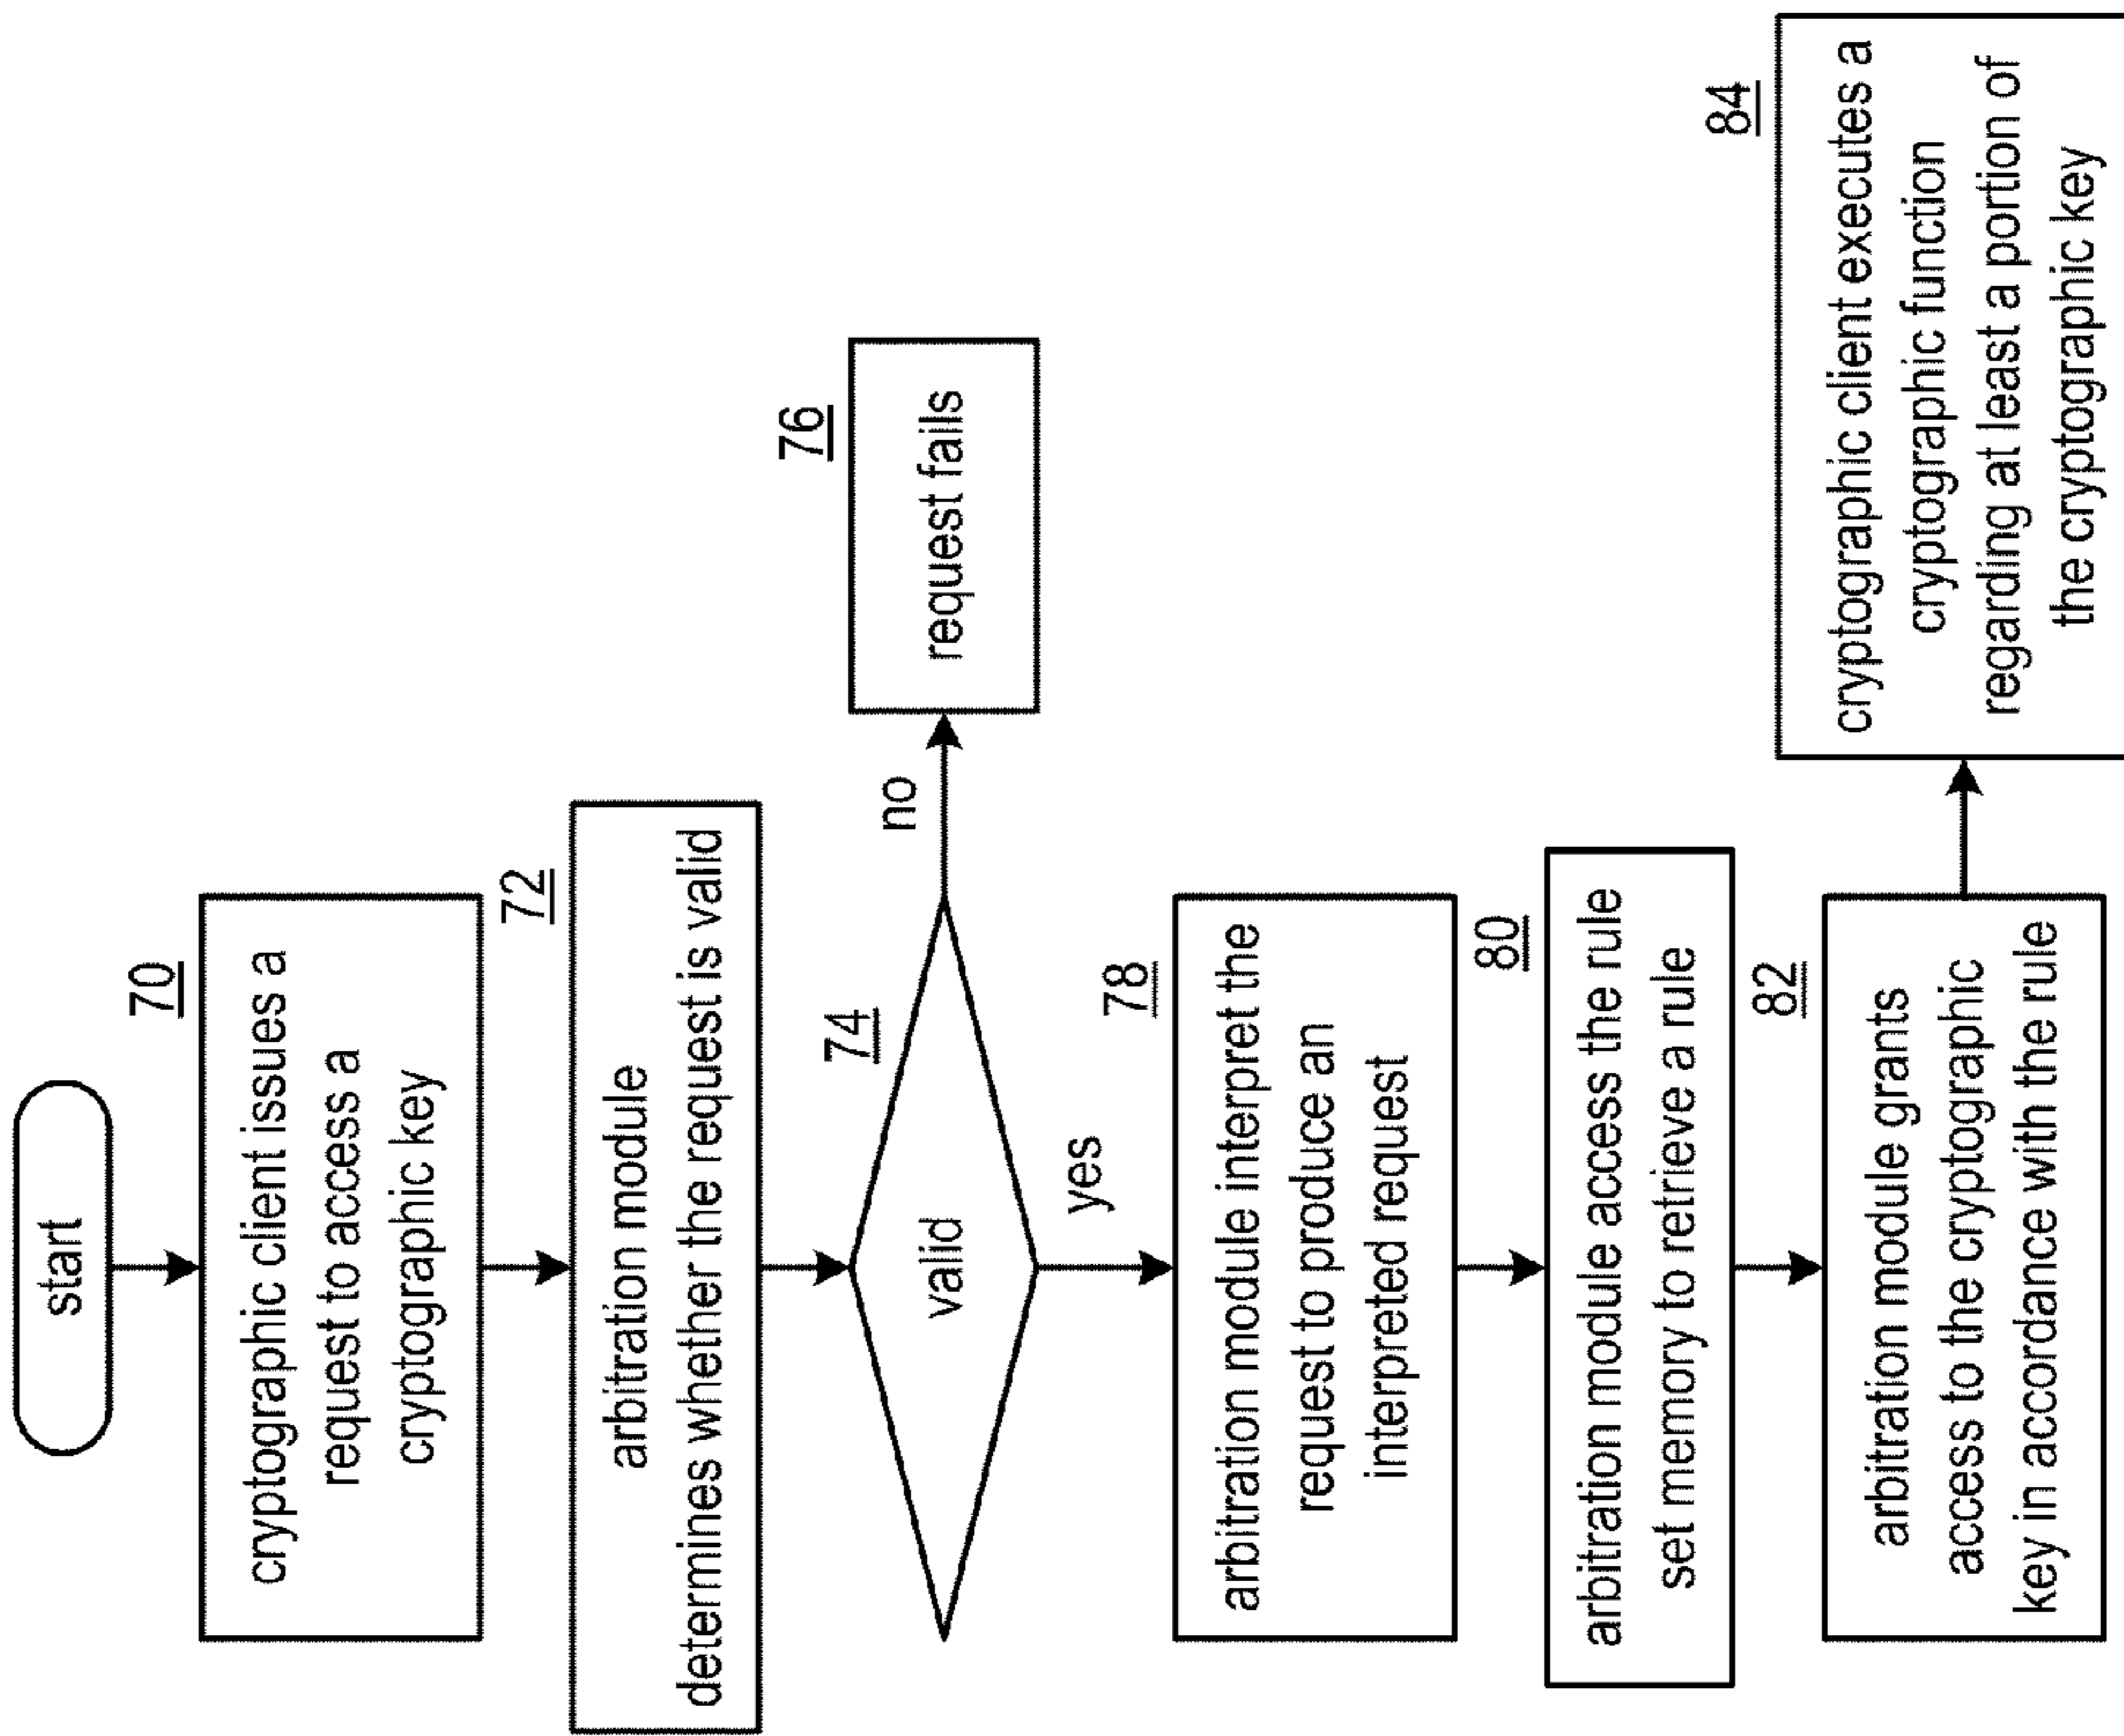 start
70
cryptographic client issues a
request to access a
cryptographic key
72
arbitration module
determines whether the request is valid
74
valid
no
76
request fails
yes
78
arbitration module interpret the
request to produce an
interpreted request
80
arbitration module access the rule
set memory to retrieve a rule
82
arbitration module grants
access to the cryptographic
key in accordance with the rule
84
cryptographic client executes a
cryptographic function
regarding at least a portion of
the cryptographic key